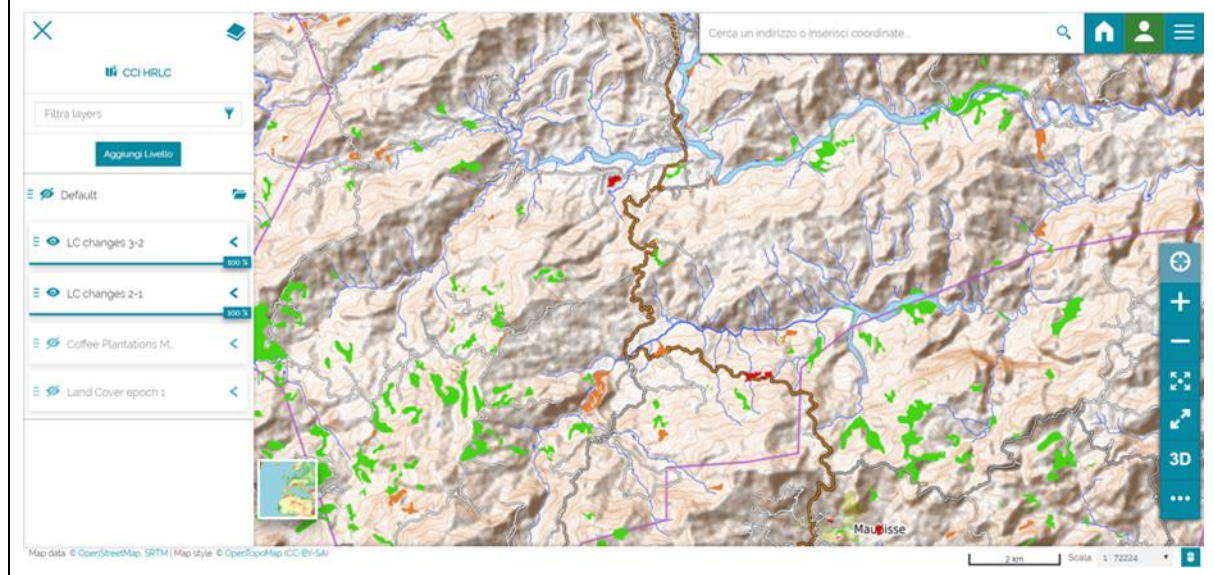 CCI HRLC
Filtra layers
Aggiungi Livello
Default
LC changes 3-2
100 %
LC changes 2-1
100 %
Coffee Plantations M..
Land Cover epoch 1
Cerca un indirizzo o inserisci coordinate...
3D
Maubisse
Map data © OpenStreetMap, SRTM | Map style © OpenTopoMap (CC-BY-SA)
2 km
Scala 1 : 72224